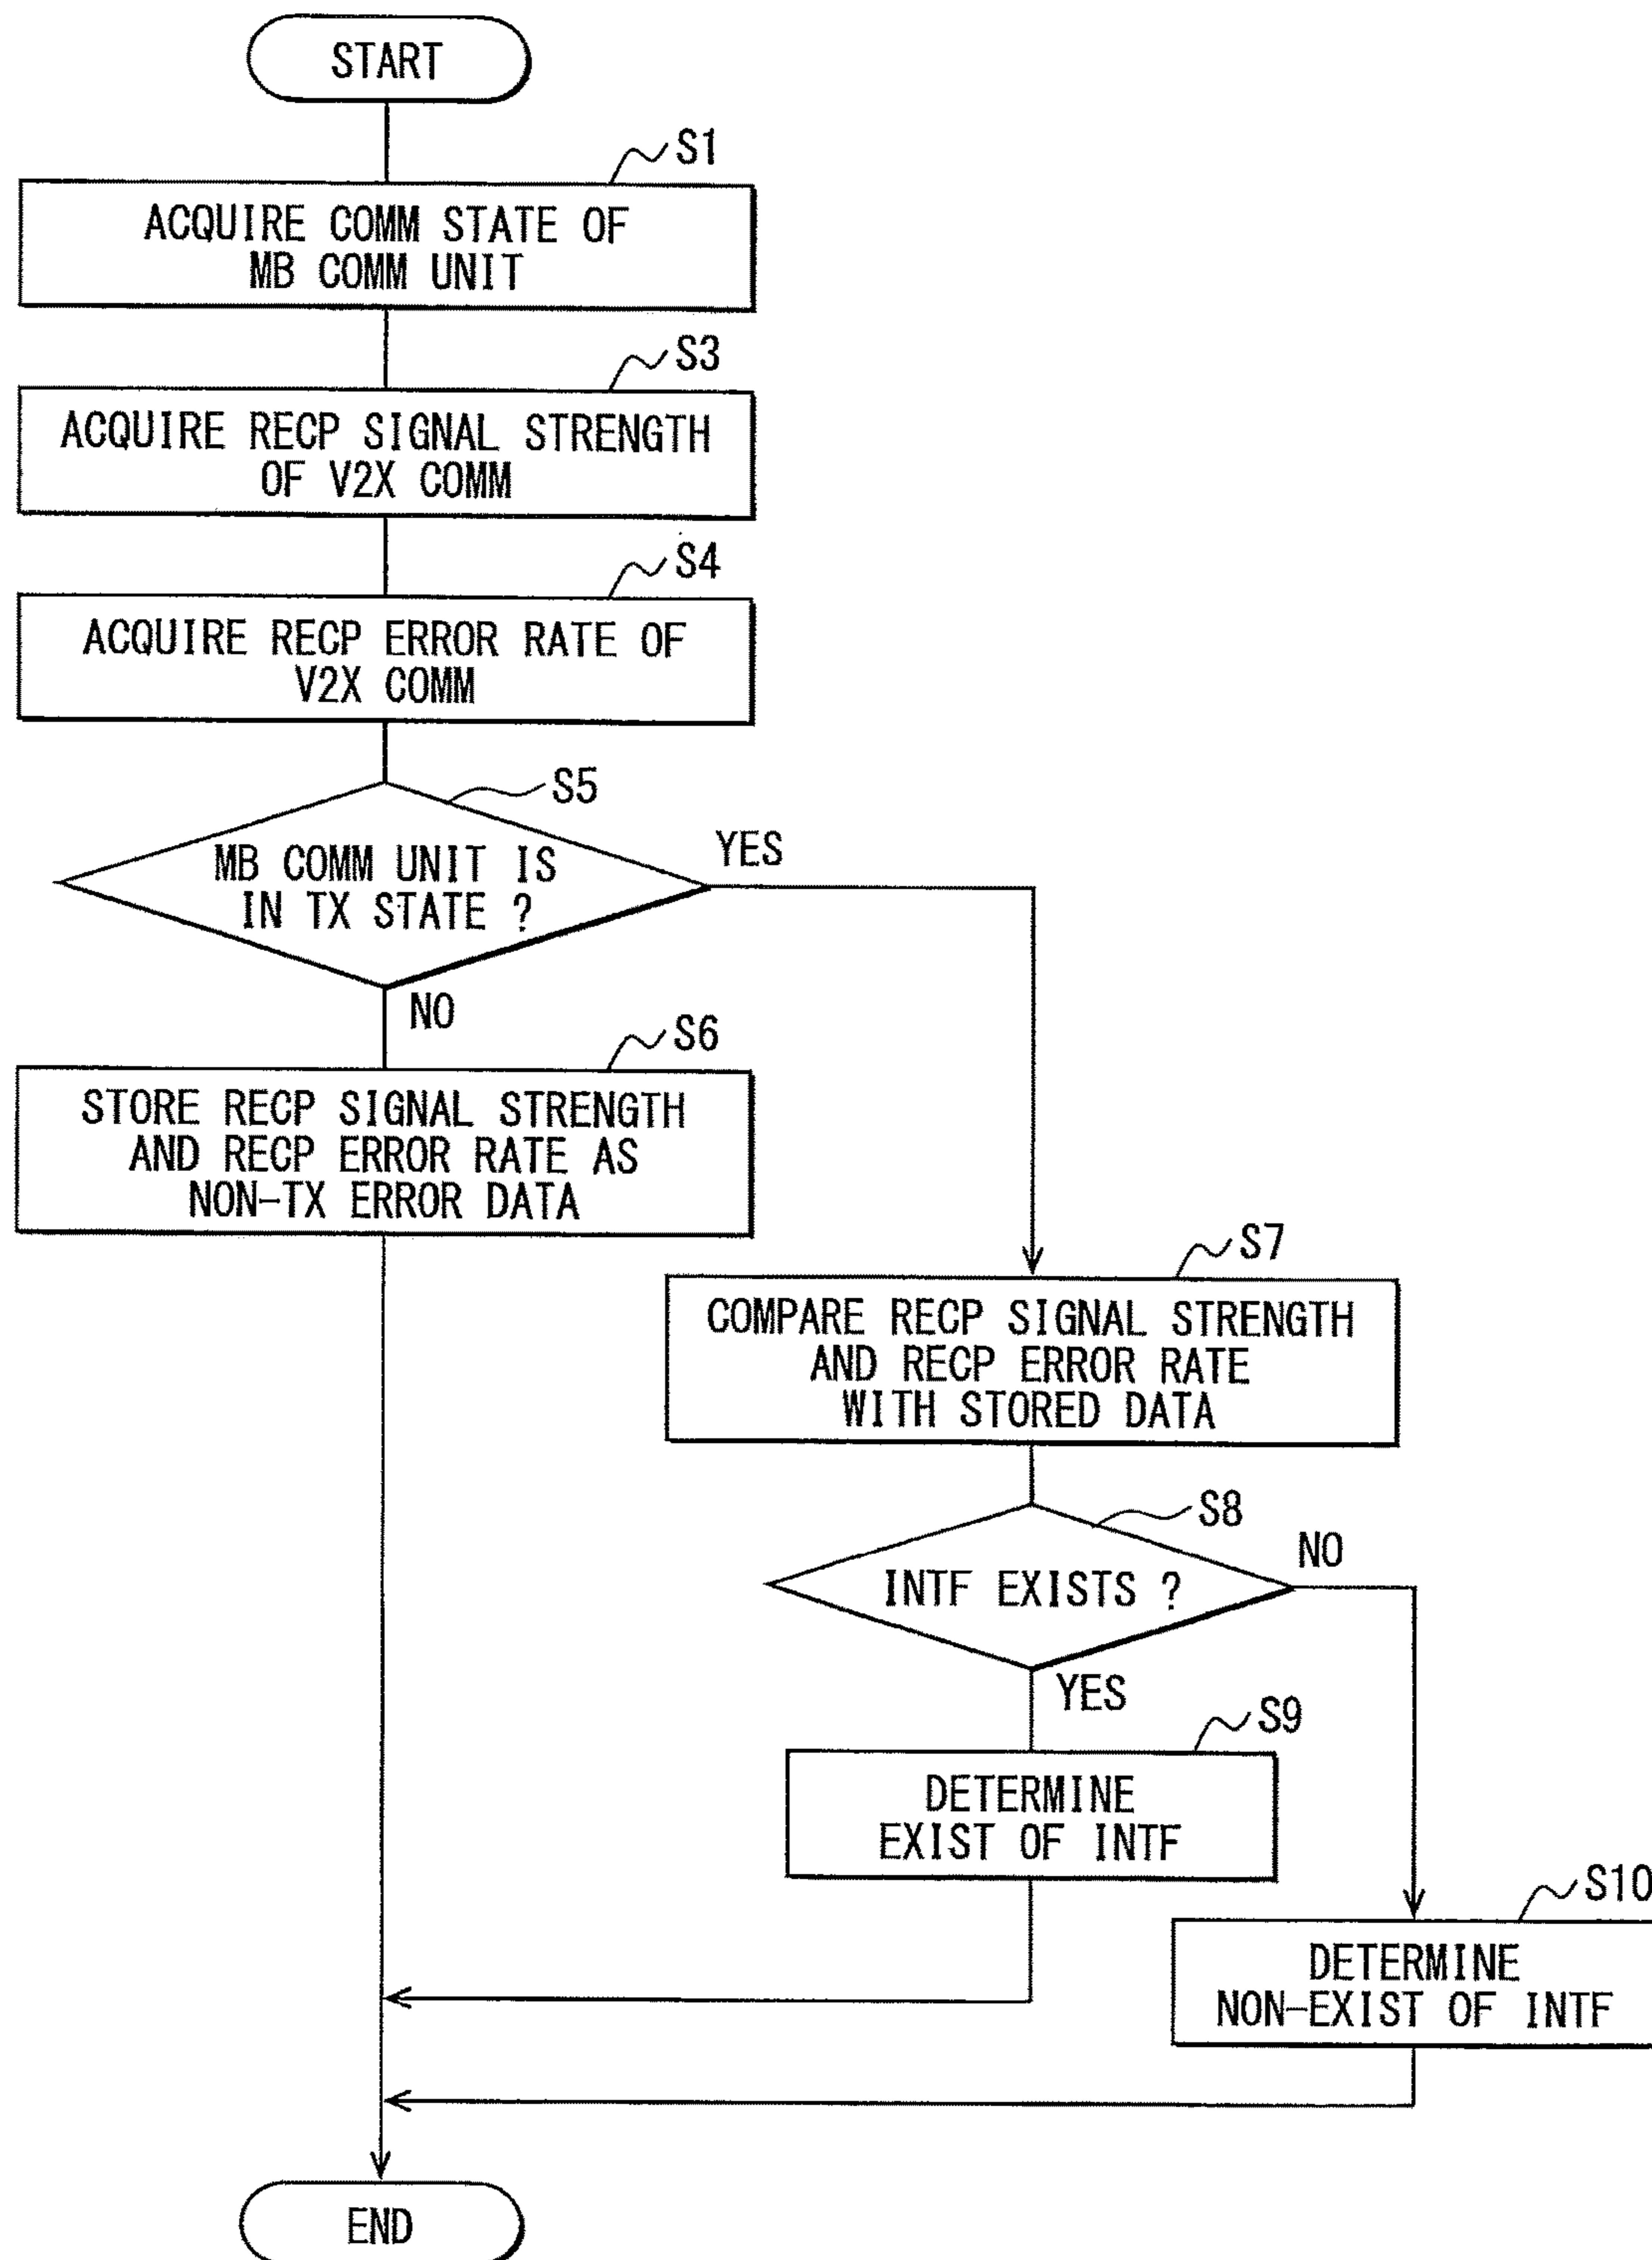 START
S1
ACQUIRE COMM STATE OF
MB COMM UNIT
S3
ACQUIRE RECP SIGNAL STRENGTH
OF V2X COMM
S4
ACQUIRE RECP ERROR RATE OF
V2X COMM
S5
MB COMM UNIT IS
IN TX STATE ?
YES
NO
S6
STORE RECP SIGNAL STRENGTH
AND RECP ERROR RATE AS
NON-TX ERROR DATA
S7
COMPARE RECP SIGNAL STRENGTH
AND RECP ERROR RATE
WITH STORED DATA
S8
INTF EXISTS ?
NO
YES
S9
DETERMINE
EXIST OF INTF
S10
DETERMINE
NON-EXIST OF INTF
END